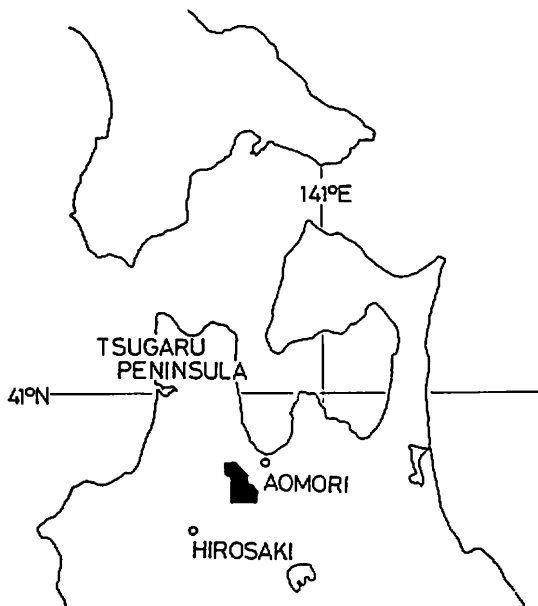 141°E
TSUGARU
PENINSULA
41°N
AOMORI
HIROSAKI